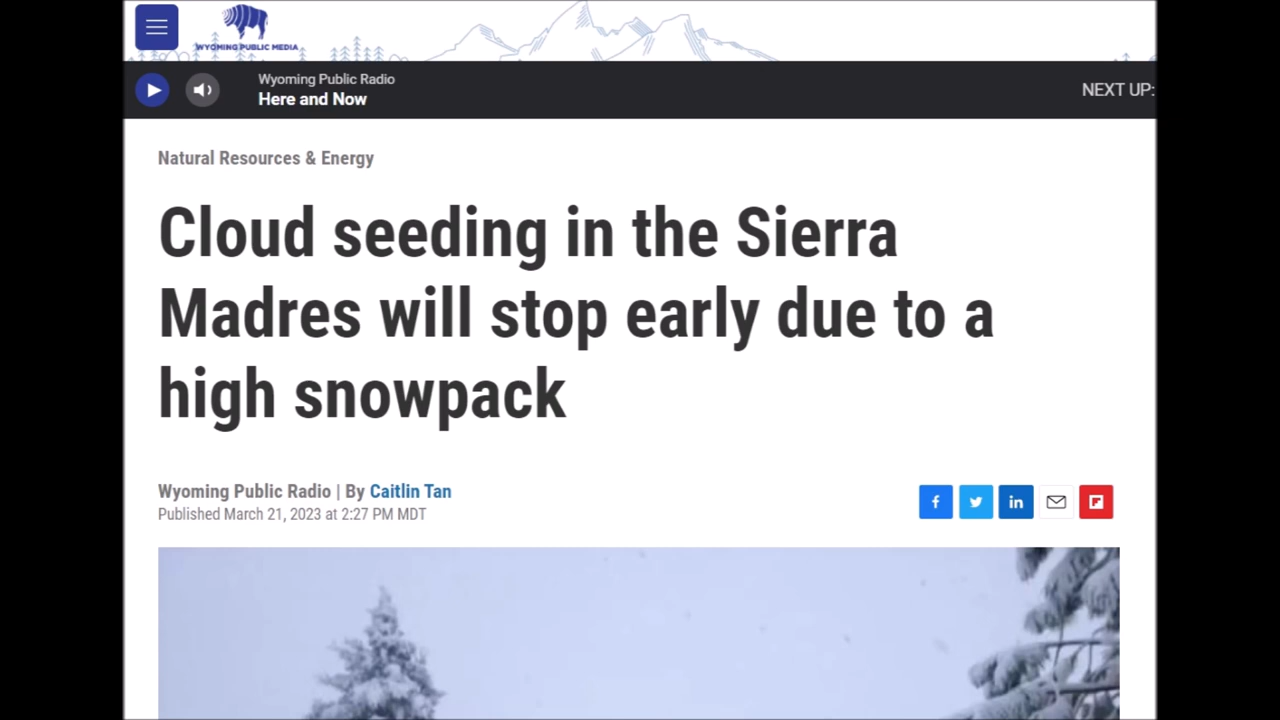 WYOMING PUBLIC MEDIA
Wyoming Public Radio
Here and Now
NEXT UP:
Natural Resources & Energy
Cloud seeding in the Sierra
Madres will stop early due to a
high snowpack
Wyoming Public Radio | By Caitlin Tan
Published March 21, 2023 at 2:27 PM MDT